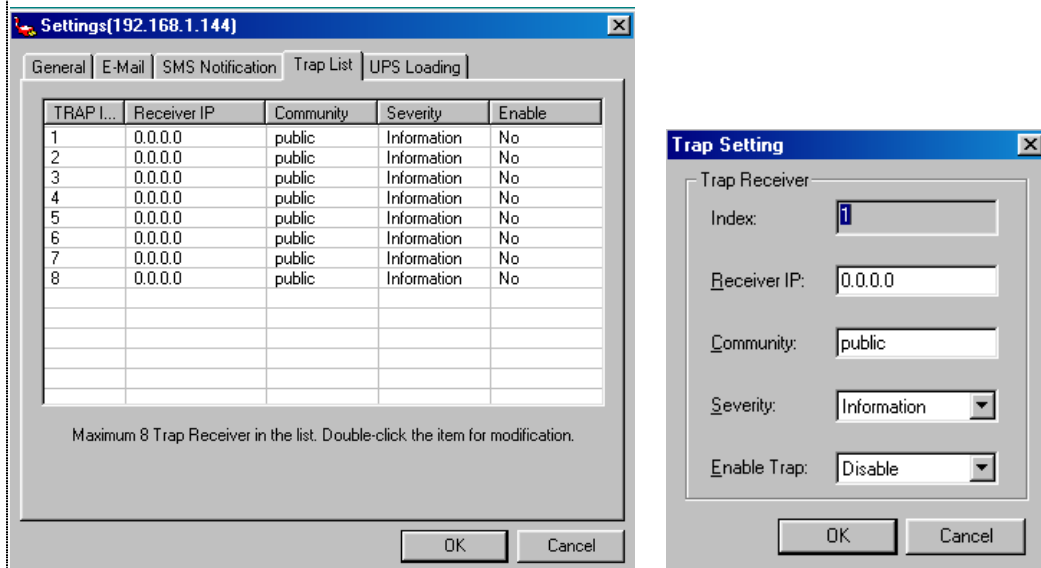 Settings(192.168.1.144)
General E-Mail SMS Notification Trap List UPS Loading
TRAP I... Receiver IP Community Severity Enable
1 0.0.0.0 public Information No
2 0.0.0.0 public Information No
3 0.0.0.0 public Information No
4 0.0.0.0 public Information No
5 0.0.0.0 public Information No
6 0.0.0.0 public Information No
7 0.0.0.0 public Information No
8 0.0.0.0 public Information No
Maximum 8 Trap Receiver in the list. Double-click the item for modification.
OK Cancel
Trap Setting
Trap Receiver
Index: 1
Receiver IP: 0.0.0.0
Community: public
Severity: Information
Enable Trap: Disable
OK Cancel